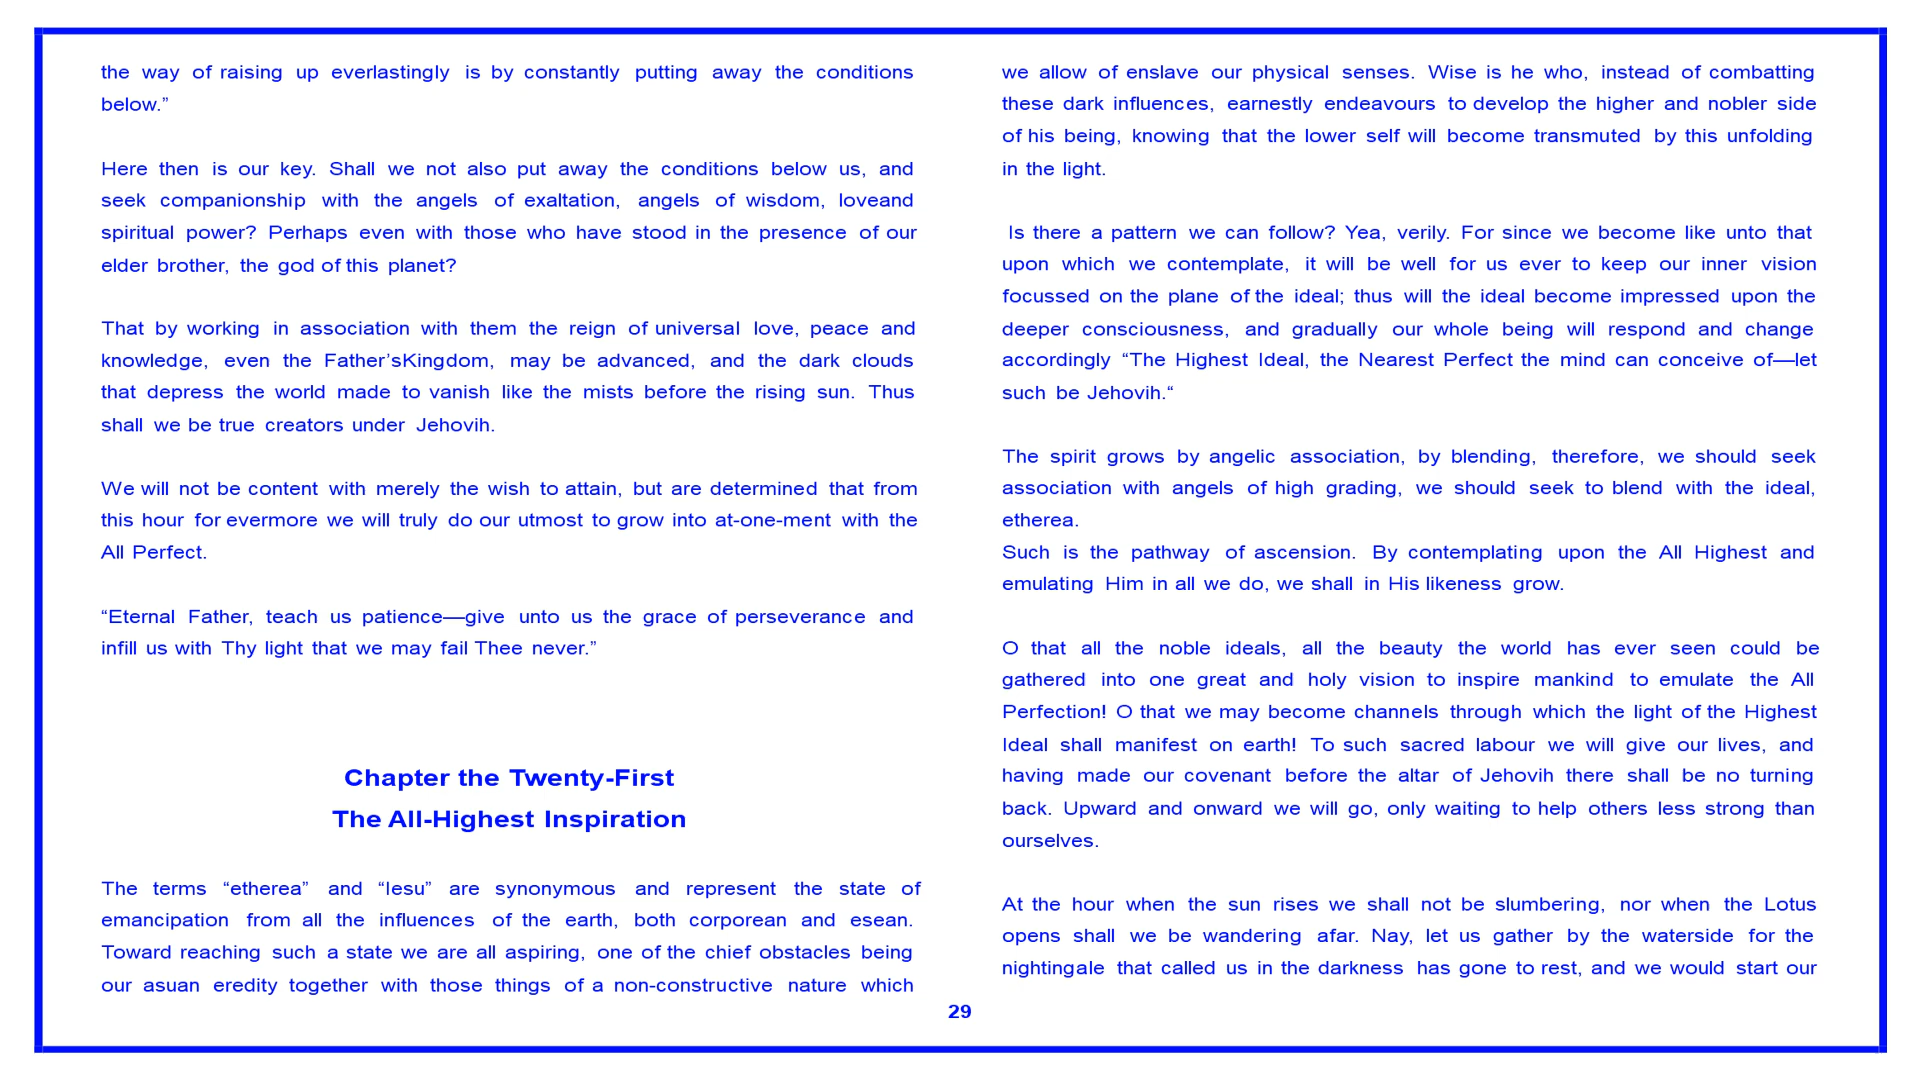 the way of raising up everlastingly is by constantly putting away the conditions
below.”
Here then is our key. Shall we not also put away the conditions below us, and
seek companionship with the angels of exaltation, angels of wisdom, loveand
spiritual power? Perhaps even with those who have stood in the presence of our
elder brother, the god of this planet?
That by working in association with them the reign of universal love, peace and
knowledge, even the Father’sKingdom, may be advanced, and the dark clouds
that depress the world made to vanish like the mists before the rising sun. Thus
shall we be true creators under Jehovih.
We will not be content with merely the wish to attain, but are determined that from
this hour for evermore we will truly do our utmost to grow into at-one-ment with the
All Perfect.
“Eternal Father, teach us patience—give unto us the grace of perseverance and
infill us with Thy light that we may fail Thee never.”
Chapter the Twenty-First
The All-Highest Inspiration
The terms “etherea” and “Iesu” are synonymous and represent the state of
emancipation from all the influences of the earth, both corporean and esean.
Toward reaching such a state we are all aspiring, one of the chief obstacles being
our asuan eredity together with those things of a non-constructive nature which
we allow of enslave our physical senses. Wise is he who, instead of combatting
these dark influences, earnestly endeavours to develop the higher and nobler side
of his being, knowing that the lower self will become transmuted by this unfolding
in the light.
Is there a pattern we can follow? Yea, verily. For since we become like unto that
upon which we contemplate, it will be well for us ever to keep our inner vision
focussed on the plane of the ideal; thus will the ideal become impressed upon the
deeper consciousness, and gradually our whole being will respond and change
accordingly “The Highest Ideal, the Nearest Perfect the mind can conceive of—let
such be Jehovih.“
The spirit grows by angelic association, by blending, therefore, we should seek
association with angels of high grading, we should seek to blend with the ideal,
etherea.
Such is the pathway of ascension. By contemplating upon the All Highest and
emulating Him in all we do, we shall in His likeness grow.
O that all the noble ideals, all the beauty the world has ever seen could be
gathered into one great and holy vision to inspire mankind to emulate the All
Perfection! O that we may become channels through which the light of the Highest
Ideal shall manifest on earth! To such sacred labour we will give our lives, and
having made our covenant before the altar of Jehovih there shall be no turning
back. Upward and onward we will go, only waiting to help others less strong than
ourselves.
At the hour when the sun rises we shall not be slumbering, nor when the Lotus
opens shall we be wandering afar. Nay, let us gather by the waterside for the
nightingale that called us in the darkness has gone to rest, and we would start our
29